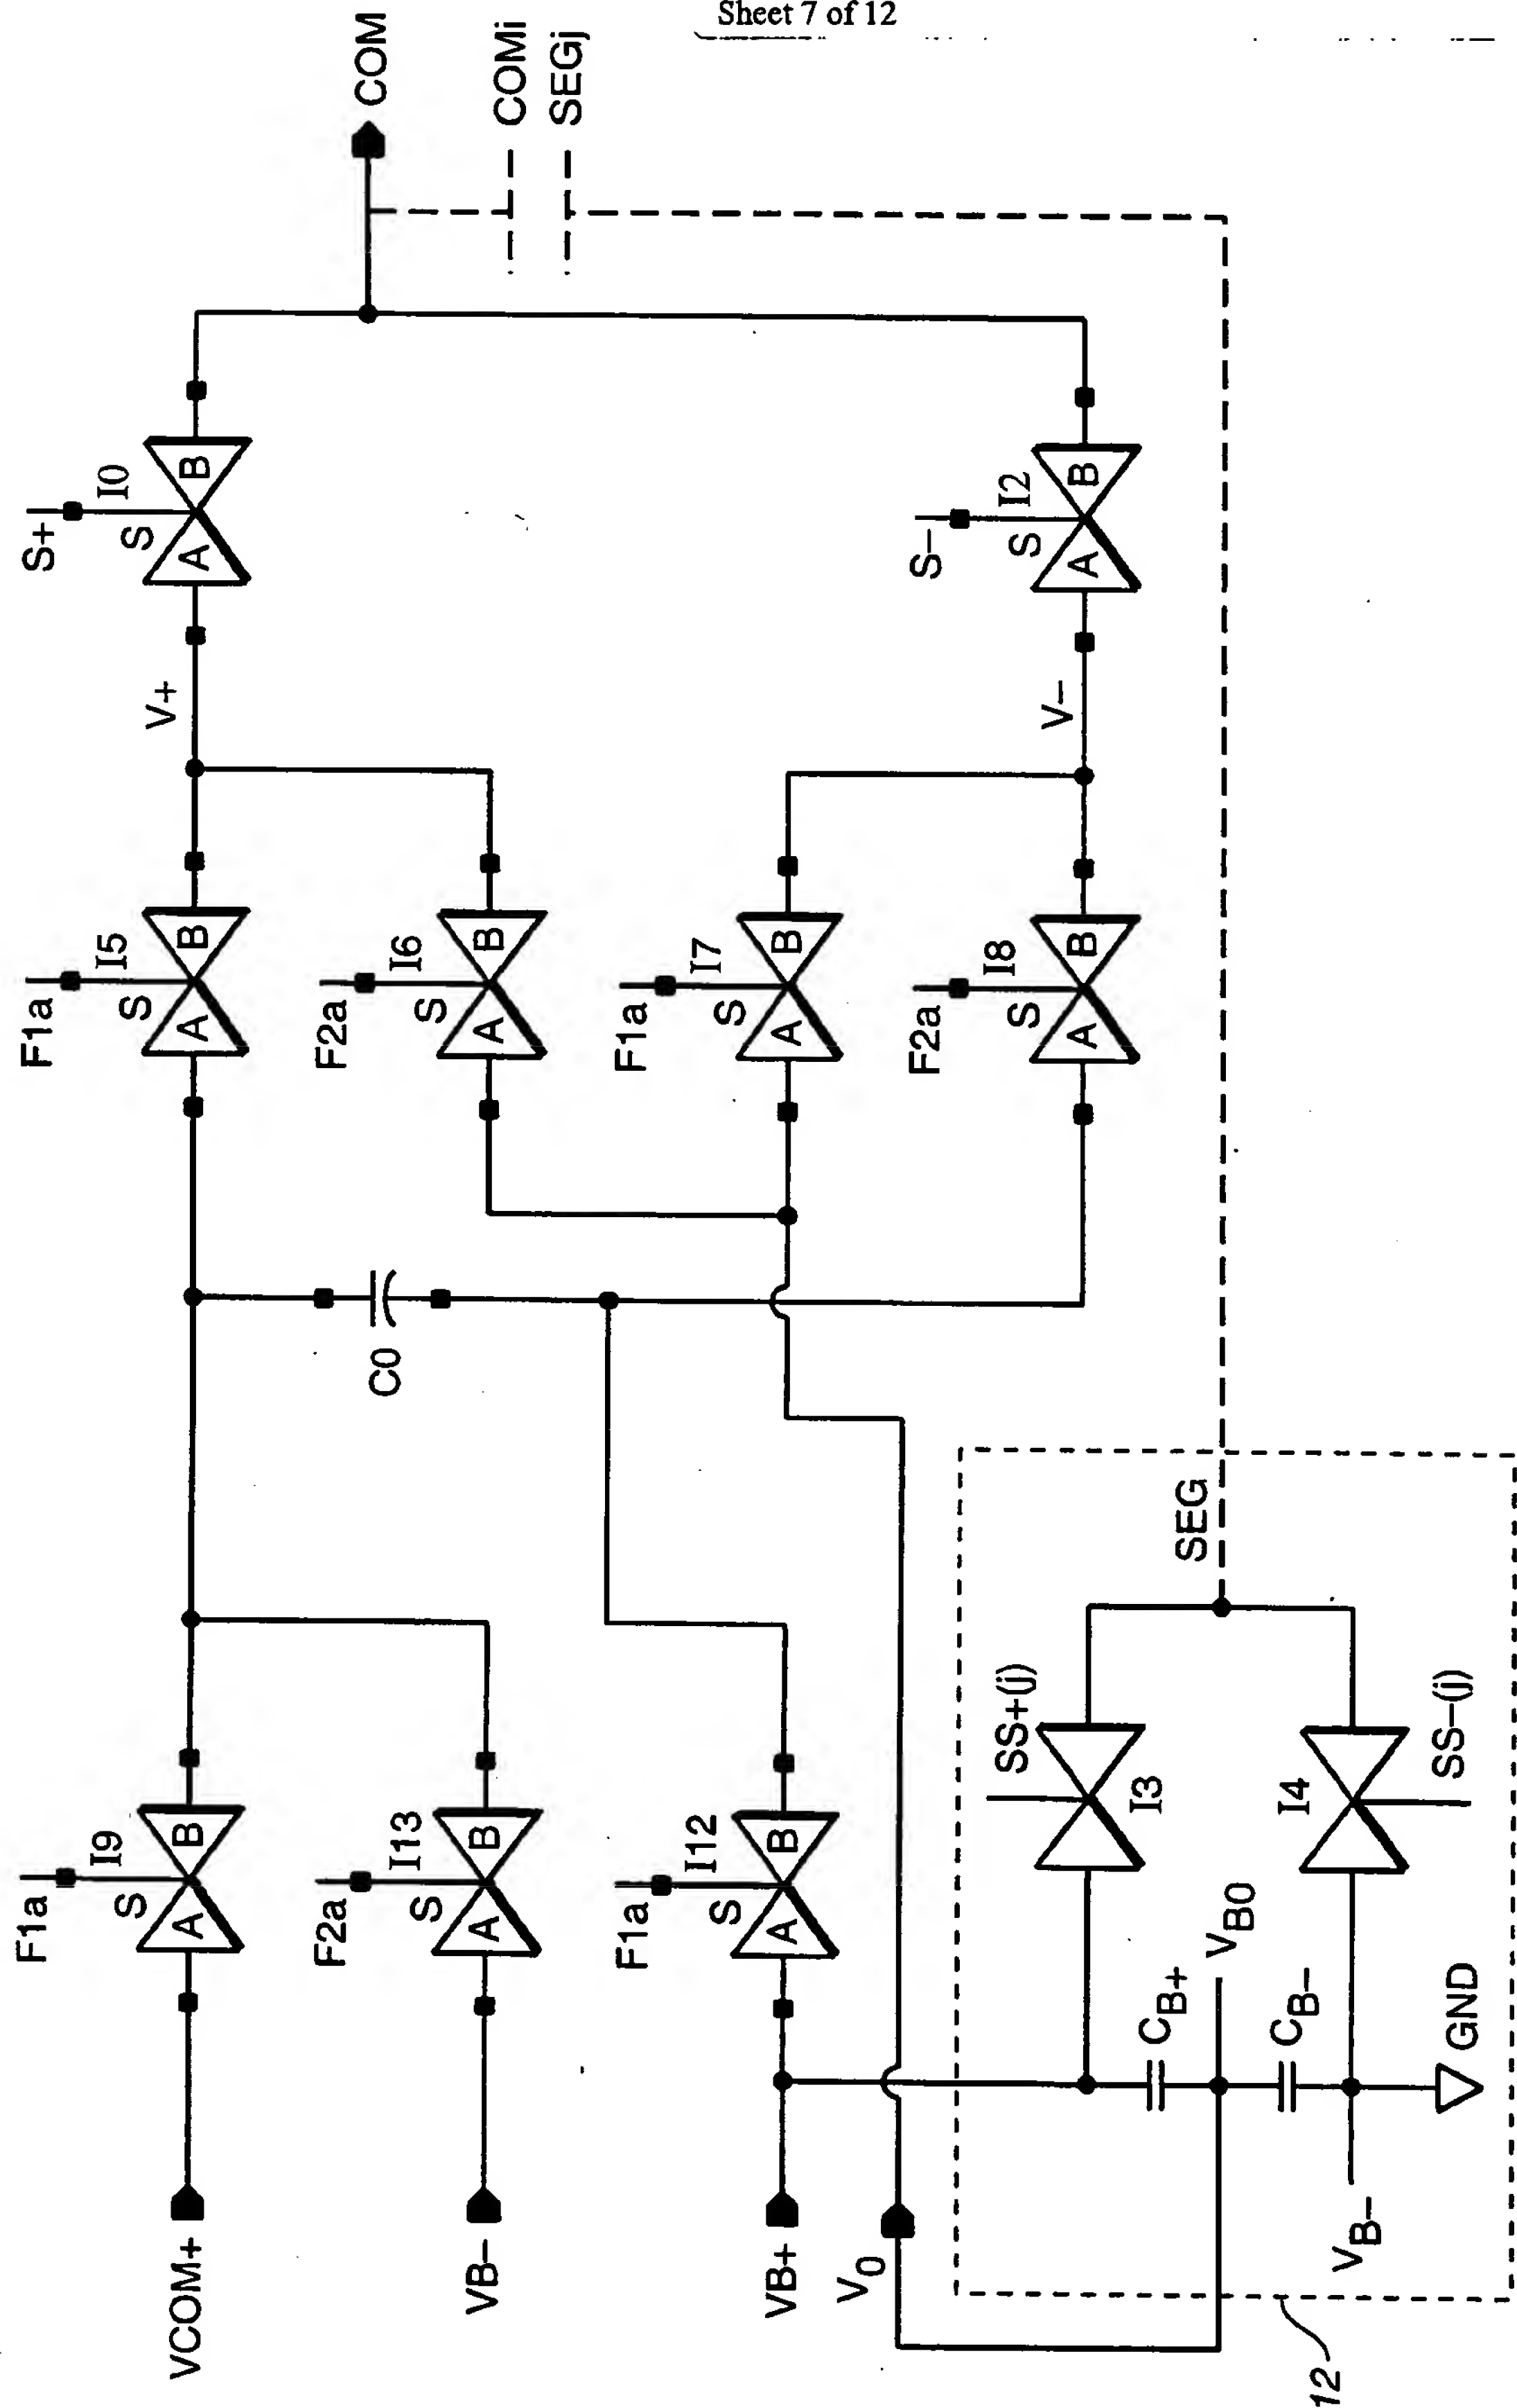 Sheet 7 of 12
COM
COMi
SEGj
S+
I0
S
A
B
S–
I2
S
A
B
V+
V–
F1a
I5
S
A
B
F2a
I6
S
A
B
F1a
I7
S
A
B
F2a
I8
S
A
B
C0
F1a
I9
S
A
B
F2a
I13
S
A
B
F1a
I12
S
A
B
SEG
SS+(j)
I3
I4
SS–(j)
VB0
CB+
CB–
GND
VCOM+
VB–
VB+
V0
VB–
12